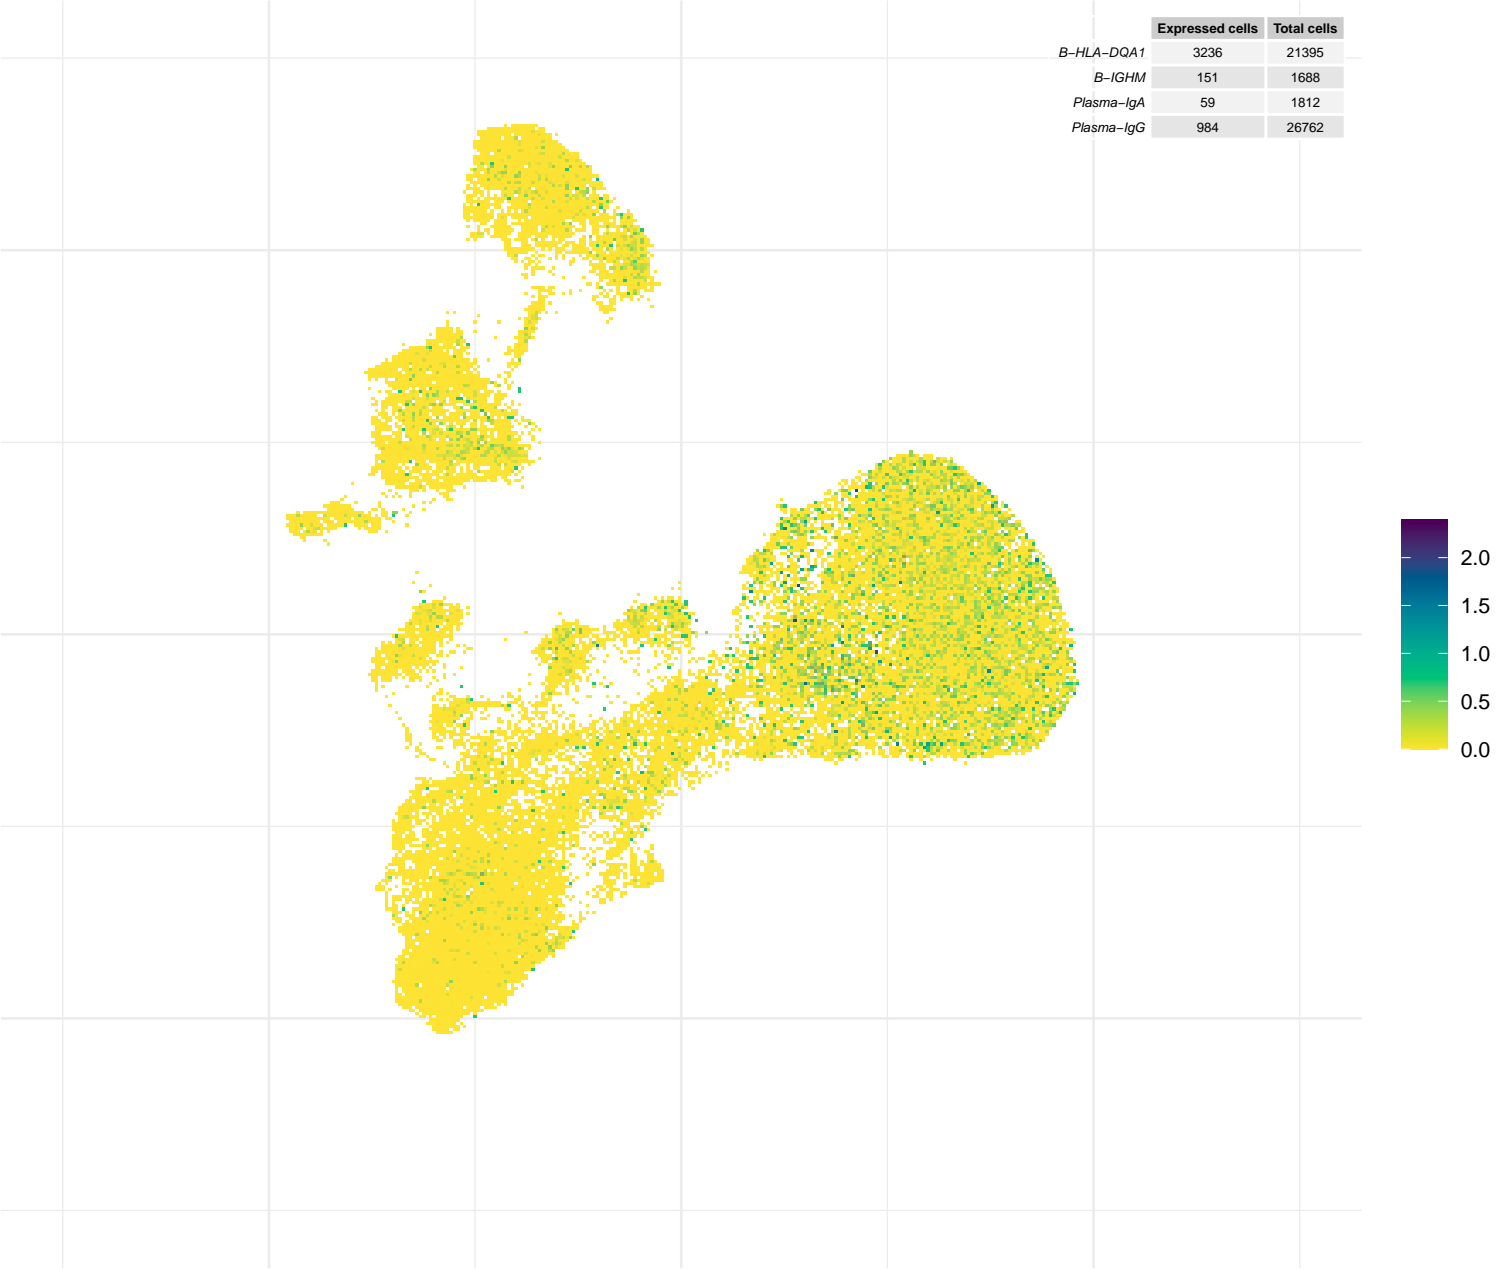 Expressed cells Total cells
B−HLA−DQA1 3236 21395
B−IGHM 151 1688
Plasma−IgA 59 1812
Plasma−IgG 984 26762
2.0
1.5
1.0
0.5
0.0